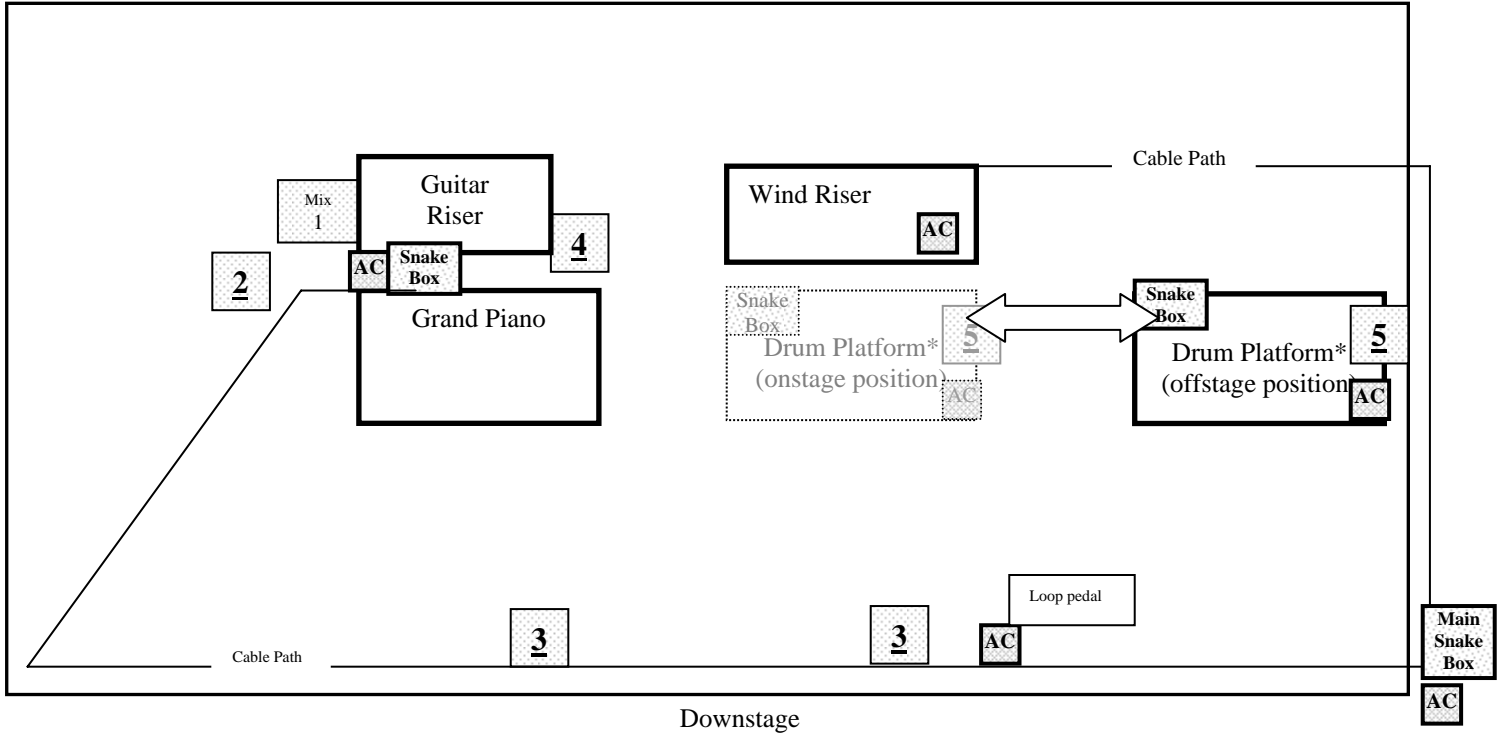 Cable Path
Guitar
Riser
Wind Riser
Mix
1
AC
4
2
AC
Snake
Box
Grand Piano
Snake
Box
5
Drum Platform*
(onstage position)
AC
Snake
Box
5
Drum Platform*
(offstage position)
AC
Loop pedal
3
3
AC
Cable Path
Main
Snake
Box
AC
Downstage